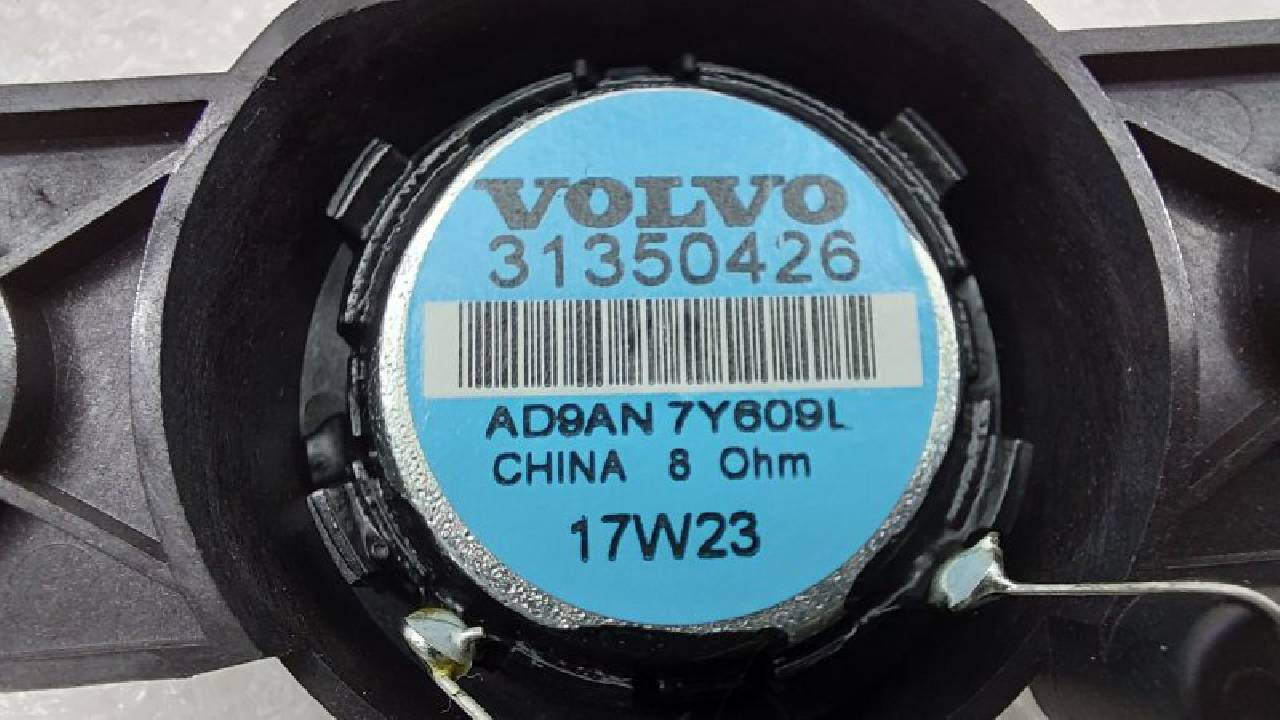 VOLVO
31350426
AD9AN 7Y609L
CHINA 8 Ohm
17W23